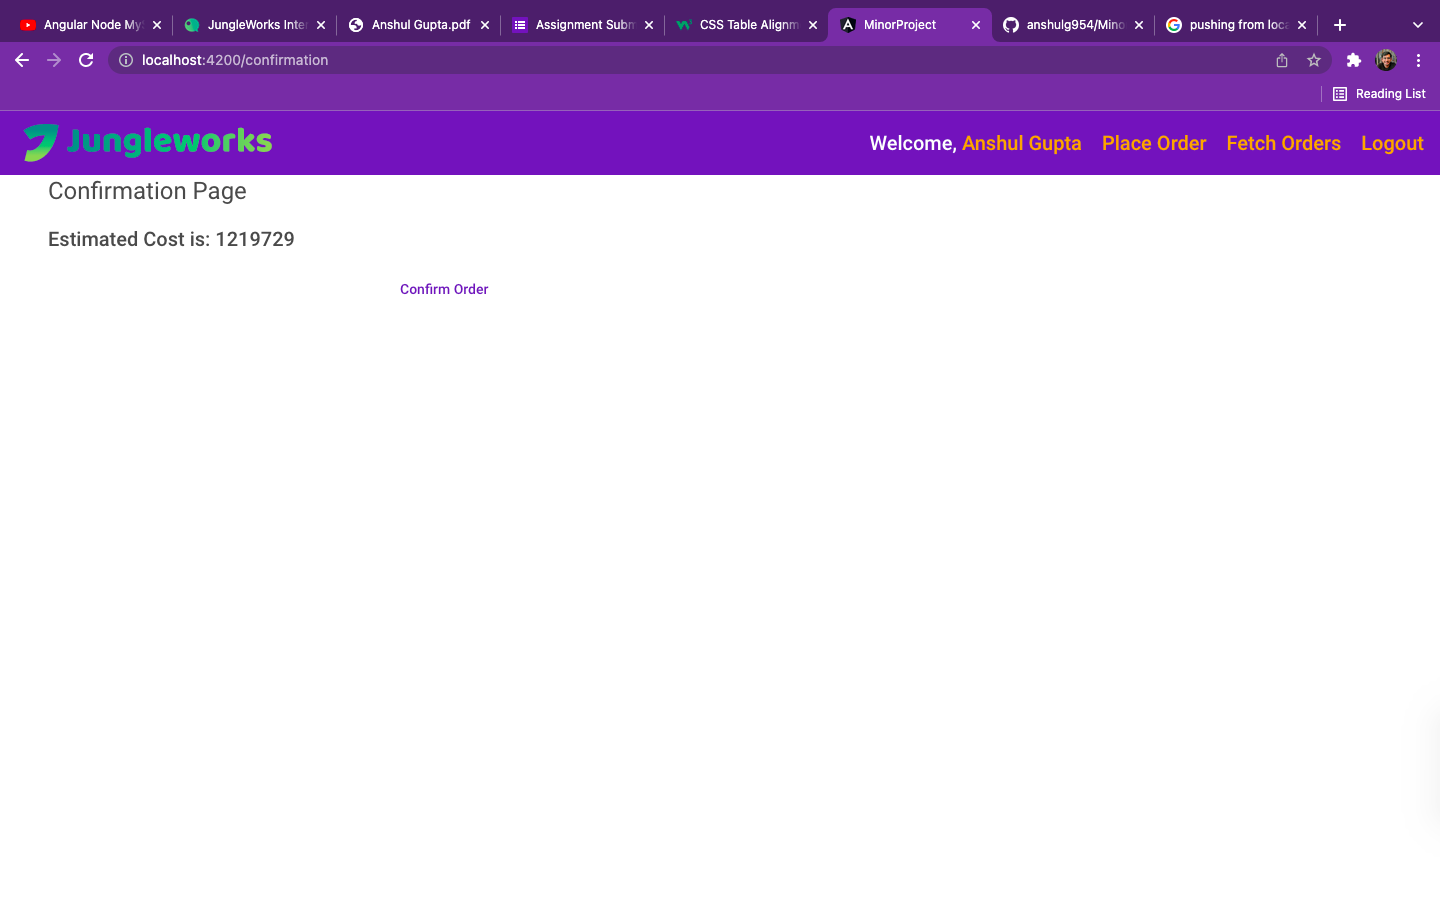 Angular Node My
JungleWorks Inter
Anshul Gupta.pdf
Assignment Subm
CSS Table Alignm
MinorProject
anshulg954/Mino
pushing from loca
localhost:4200/confirmation
Reading List
Jungleworks
Welcome, Anshul Gupta Place Order Fetch Orders Logout
Confirmation Page
Estimated Cost is: 1219729
Confirm Order